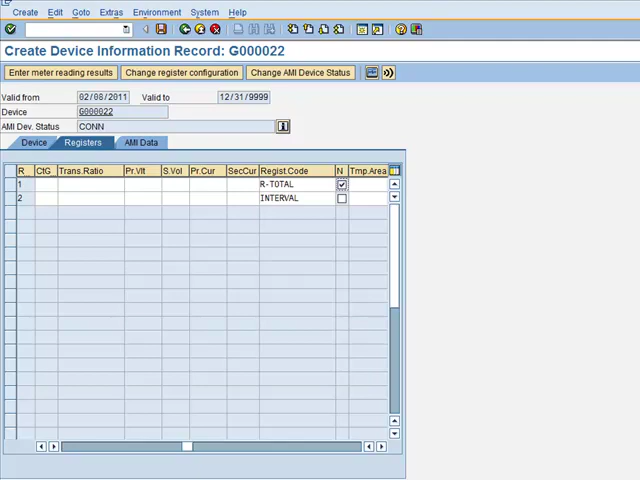 Create Edit Goto Extras Environment System Help
Create Device Information Record: G000022
Enter meter reading results Change register configuration Change AMI Device Status
Valid from 02/08/2011 Valid to 12/31/9999
Device G000022
AMI Dev. Status CONN
Device Registers AMI Data
R CtG Trans.Ratio Pr.Vlt S.Vol Pr.Cur SecCur Regist.Code N Tmp.Area
1 R-TOTAL
2 INTERVAL